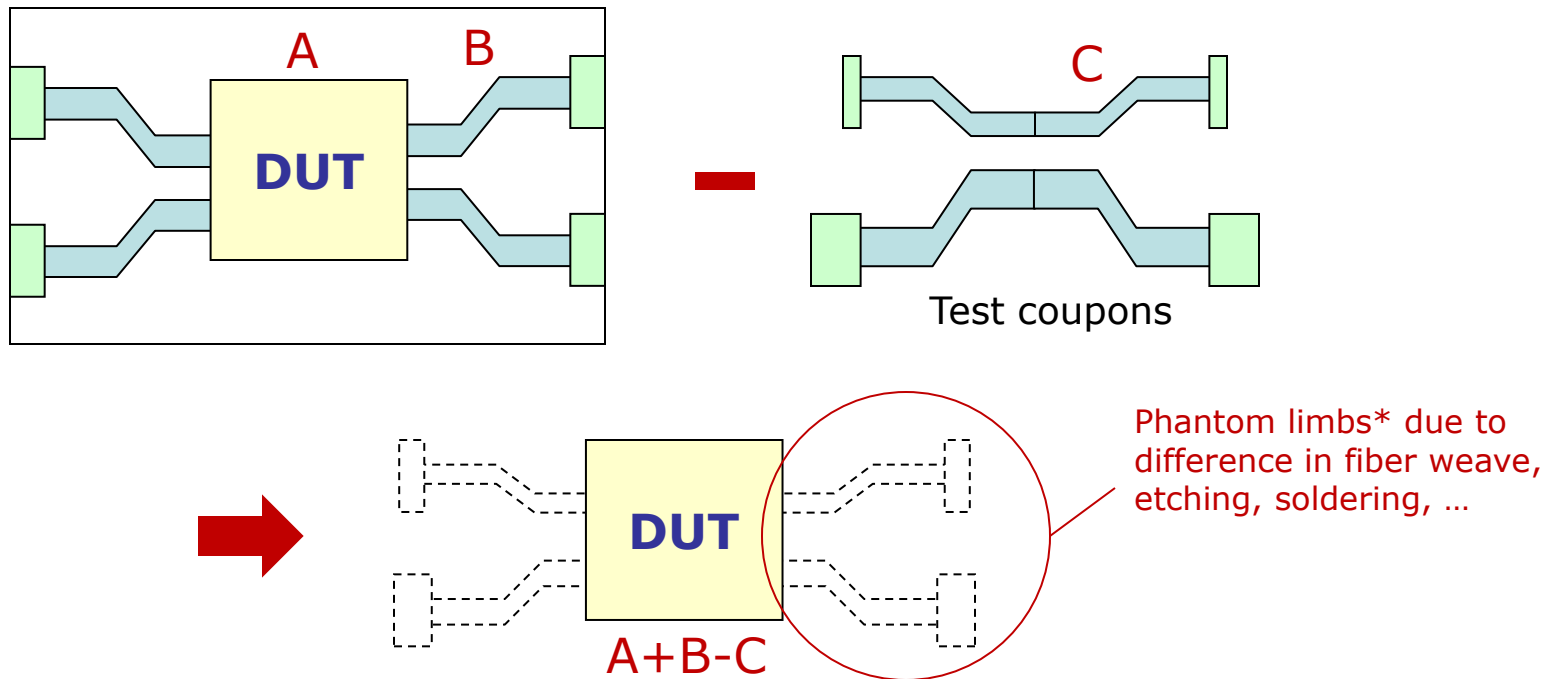 A
B
DUT
C
Test coupons
DUT
A+B-C
Phantom limbs* due to
difference in fiber weave,
etching, soldering, …